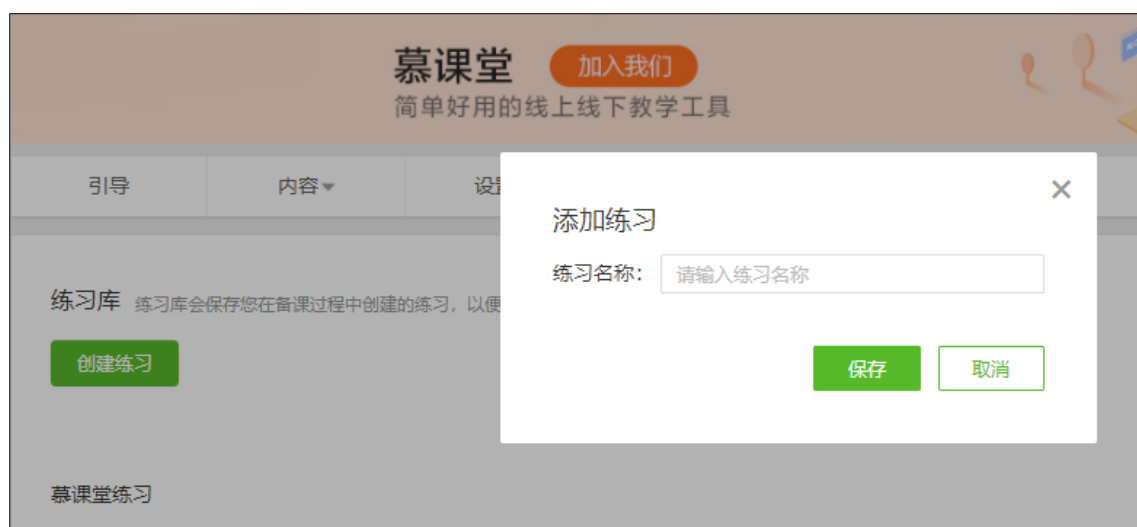 慕课堂 加入我们
简单好用的线上线下教学工具
引导 内容 设
添加练习
练习名称： 请输入练习名称
保存 取消
练习库 练习库会保存您在备课过程中创建的练习，以便
创建练习
慕课堂练习